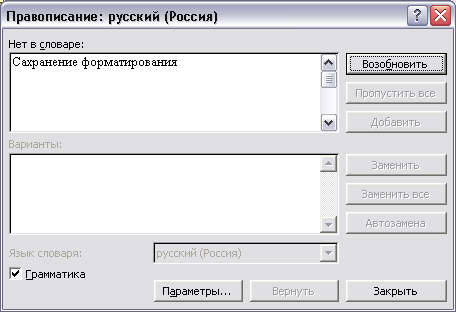 Правописание: русский (Россия)
Нет в словаре:
Сахранение форматирования
Возобновить
Пропустить все
Добавить
Варианты:
Заменить
Заменить все
Автозамена
Язык словаря:
русский (Россия)
Грамматика
Параметры...
Вернуть
Закрыть